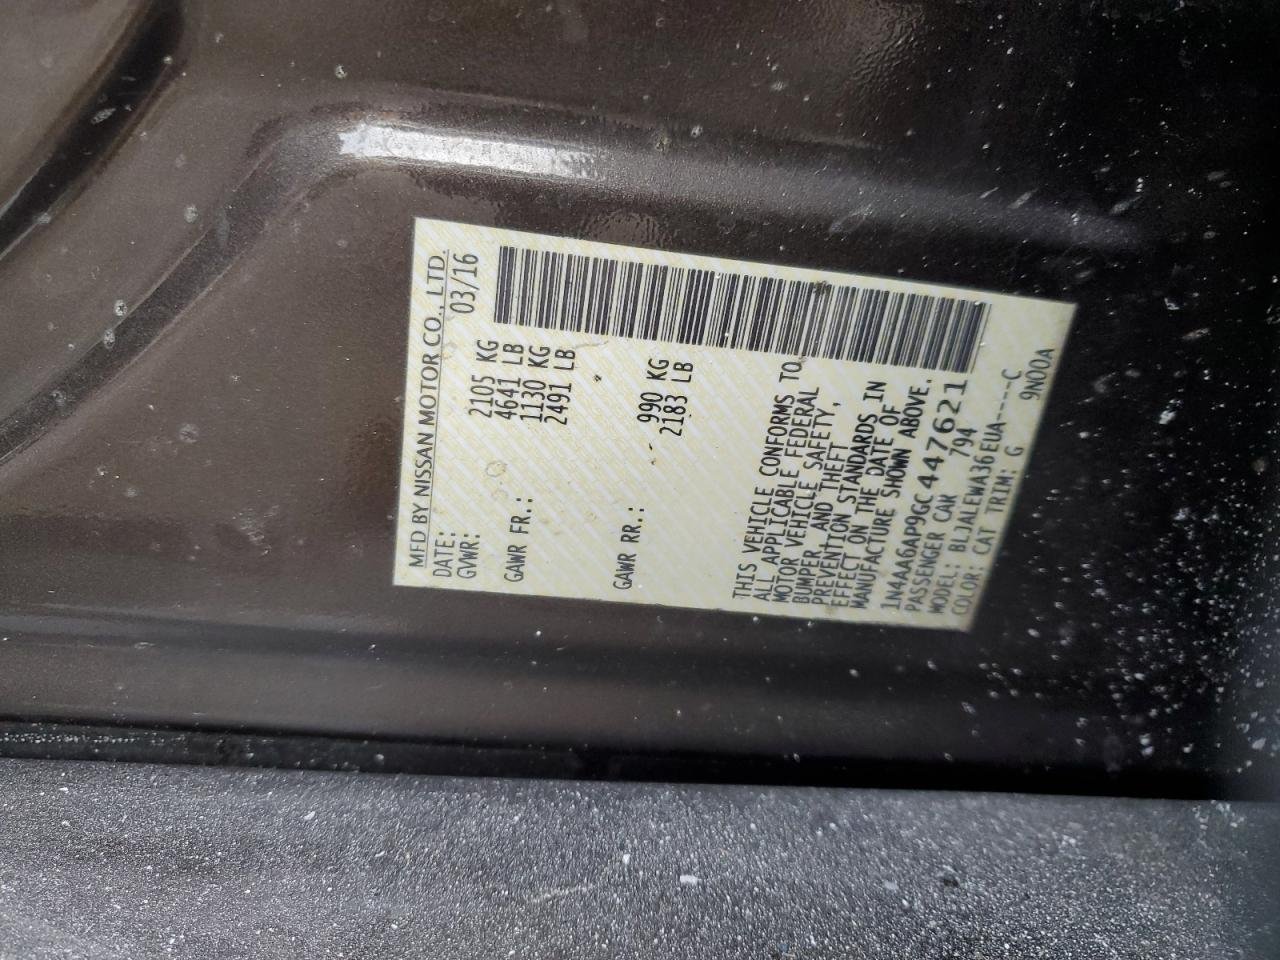 MFD BY NISSAN MOTOR CO., LTD.
DATE: 03/16
GVWR: 2105 KG
4641 LB
GAWR FR.: 1130 KG
2491 LB
GAWR RR.: 990 KG
2183 LB
THIS VEHICLE CONFORMS TO
ALL APPLICABLE FEDERAL
MOTOR VEHICLE SAFETY,
BUMPER, AND THEFT
PREVENTION STANDARDS IN
EFFECT ON THE DATE OF
MANUFACTURE SHOWN ABOVE.
1N4AA6AP9GC447621
PASSENGER CAR 794
MODEL: BLJALEWA36EUA----C
COLOR: CAT TRIM: G 9N00A